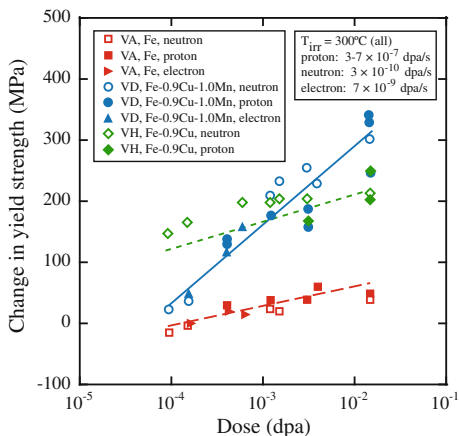 500
400
300
200
100
0
-100
Change in yield strength (MPa)
VA, Fe, neutron
VA, Fe, proton
VA, Fe, electron
VD, Fe-0.9Cu-1.0Mn, neutron
VD, Fe-0.9Cu-1.0Mn, proton
VD, Fe-0.9Cu-1.0Mn, electron
VH, Fe-0.9Cu, neutron
VH, Fe-0.9Cu, proton
T_irr = 300ºC (all)
proton: 3-7 × 10^-7 dpa/s
neutron: 3 × 10^-10 dpa/s
electron: 7 × 10^-9 dpa/s
10^-5 10^-4 10^-3 10^-2 10^-1
Dose (dpa)